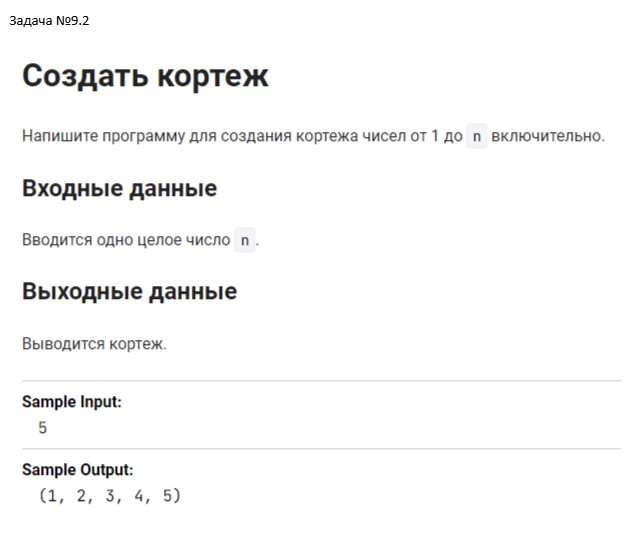 Задача №9.2
Создать кортеж
Напишите программу для создания кортежа чисел от 1 до n включительно.
Входные данные
Вводится одно целое число n.
Выходные данные
Выводится кортеж.
Sample Input:
5
Sample Output:
(1, 2, 3, 4, 5)